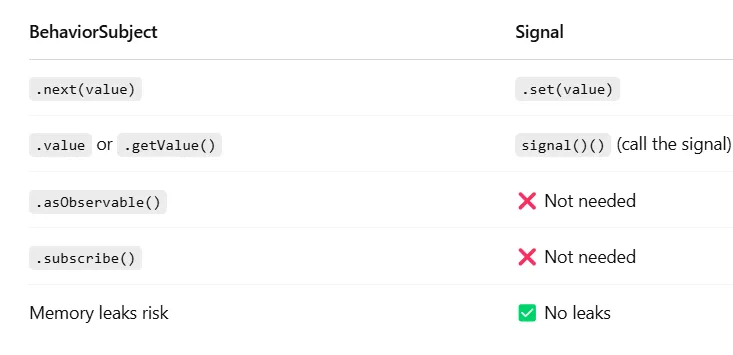 BehaviorSubject Signal
.next(value) .set(value)
.value or .getValue() signal()() (call the signal)
.asObservable() ❌ Not needed
.subscribe() ❌ Not needed
Memory leaks risk ✅ No leaks